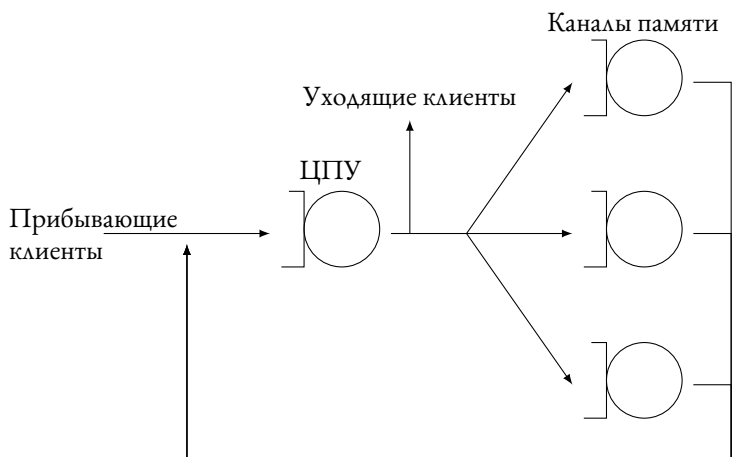 Каналы памяти
Уходящие клиенты
ЦПУ
Прибывающие
клиенты